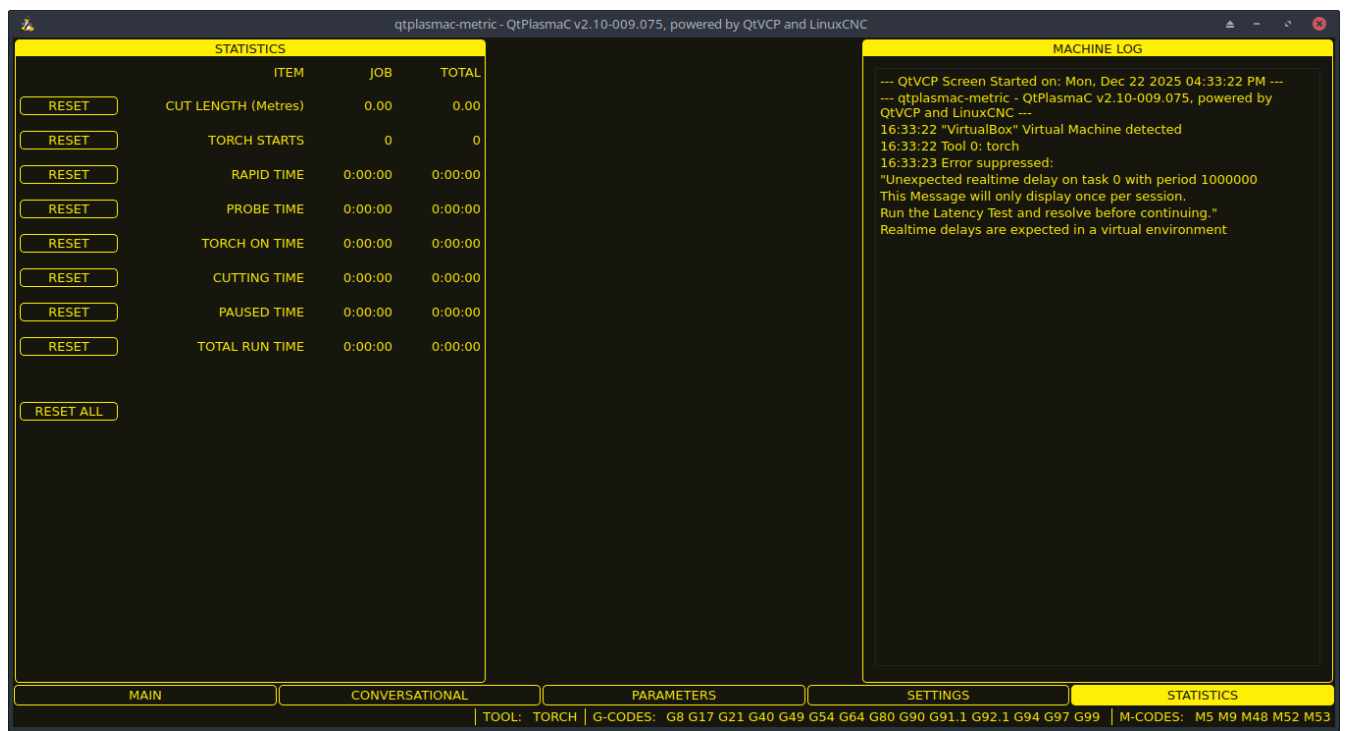 qtplasmac-metric - QtPlasmaC v2.10-009.075, powered by QtVCP and LinuxCNC
STATISTICS
ITEM JOB TOTAL
RESET CUT LENGTH (Metres) 0.00 0.00
RESET TORCH STARTS 0 0
RESET RAPID TIME 0:00:00 0:00:00
RESET PROBE TIME 0:00:00 0:00:00
RESET TORCH ON TIME 0:00:00 0:00:00
RESET CUTTING TIME 0:00:00 0:00:00
RESET PAUSED TIME 0:00:00 0:00:00
RESET TOTAL RUN TIME 0:00:00 0:00:00
RESET ALL
MACHINE LOG
--- QtVCP Screen Started on: Mon, Dec 22 2025 04:33:22 PM ---
--- qtplasmac-metric - QtPlasmaC v2.10-009.075, powered by
QtVCP and LinuxCNC ---
16:33:22 "VirtualBox" Virtual Machine detected
16:33:22 Tool 0: torch
16:33:23 Error suppressed:
"Unexpected realtime delay on task 0 with period 1000000
This Message will only display once per session.
Run the Latency Test and resolve before continuing."
Realtime delays are expected in a virtual environment
MAIN CONVERSATIONAL PARAMETERS SETTINGS STATISTICS
TOOL: TORCH G-CODES: G8 G17 G21 G40 G49 G54 G64 G80 G90 G91.1 G92.1 G94 G97 G99 M-CODES: M5 M9 M48 M52 M53